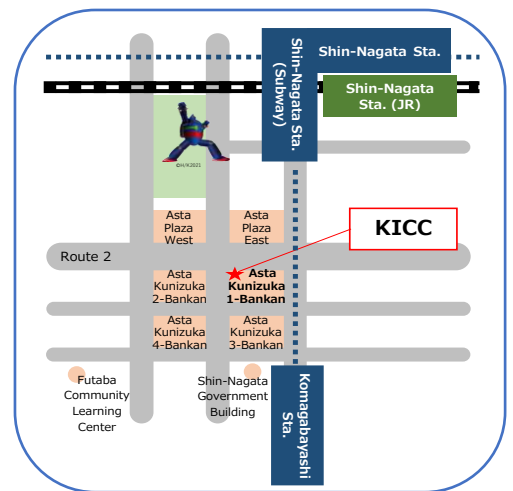 Shin-Nagata Sta.
Shin-Nagata Sta.
(Subway)
Shin-Nagata
Sta. (JR)
©H/K2021
Asta
Plaza
West
Asta
Plaza
East
KICC
Route 2
Asta
Kunizuka
2-Bankan
Asta
Kunizuka
1-Bankan
Asta
Kunizuka
4-Bankan
Asta
Kunizuka
3-Bankan
Futaba
Community
Learning
Center
Shin-Nagata
Government
Building
Komagabayashi
Sta.